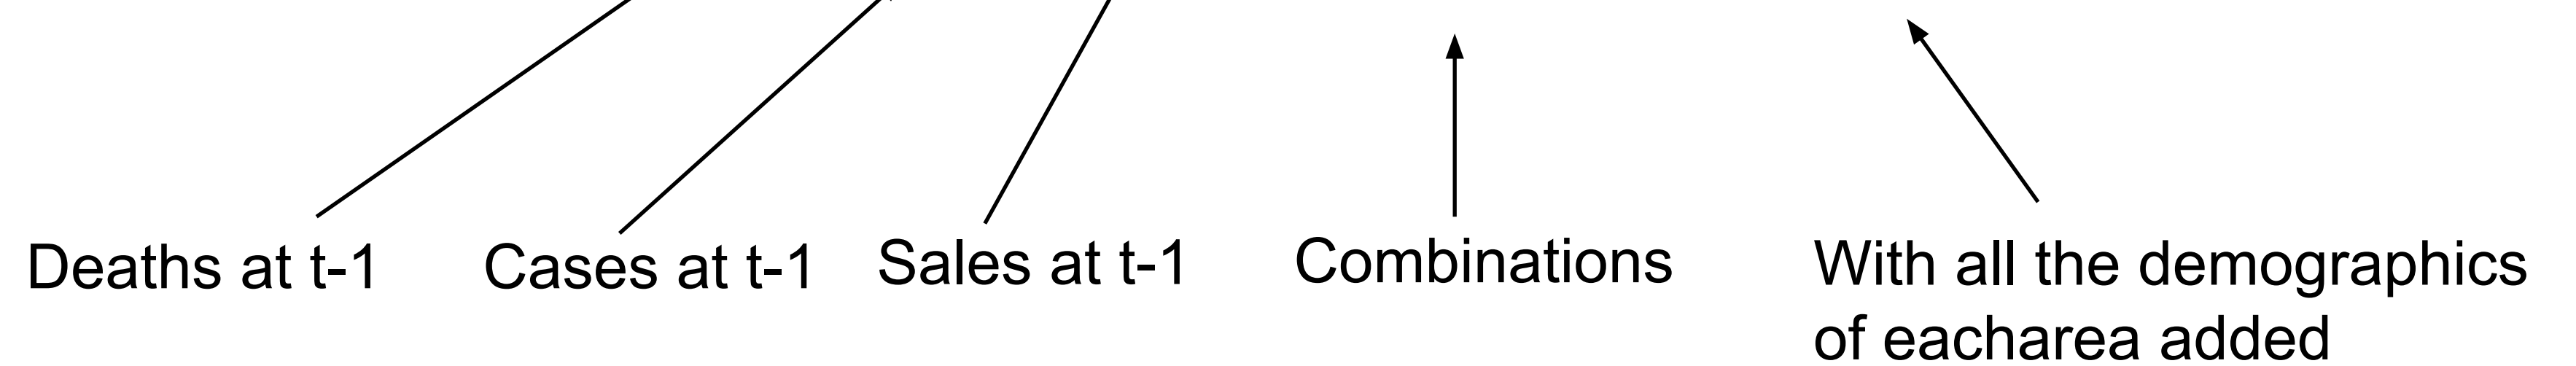 Deaths at t-1
Cases at t-1
Sales at t-1
Combinations
With all the demographics
of eacharea added